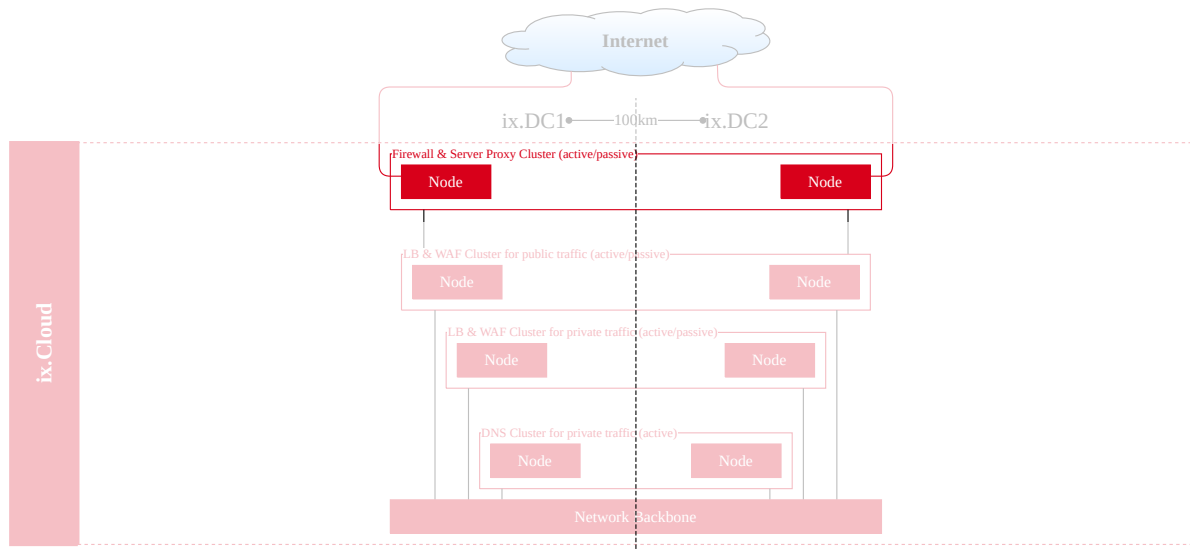 Internet
ix.DC1
100km
ix.DC2
Firewall & Server Proxy Cluster (active/passive)
Node
Node
LB & WAF Cluster for public traffic (active/passive)
Node
Node
LB & WAF Cluster for private traffic (active/passive)
Node
Node
DNS Cluster for private traffic (active)
Node
Node
Network Backbone
ix.Cloud